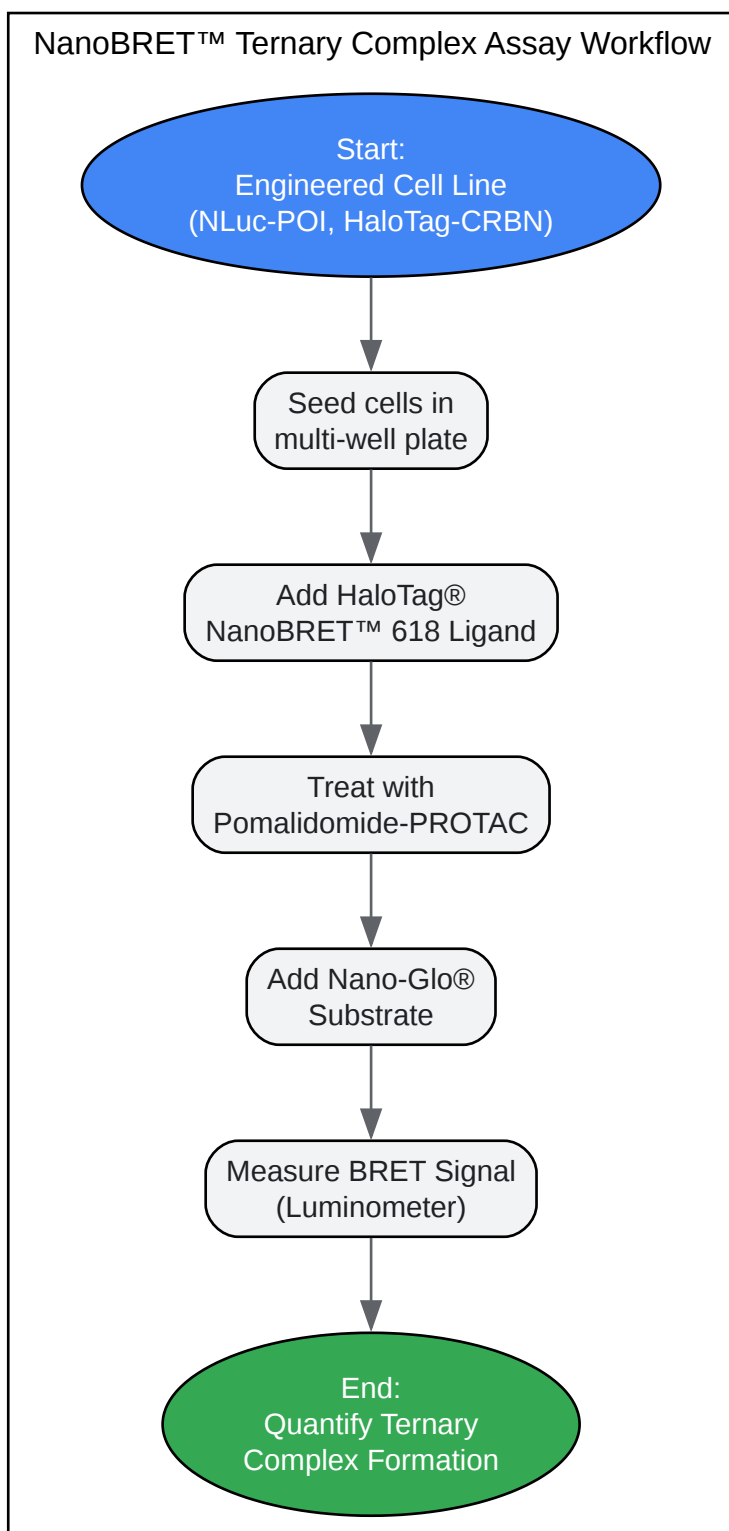 NanoBRET™ Ternary Complex Assay Workflow
Start:
Engineered Cell Line
(NLuc-POI, HaloTag-CRBN)
Seed cells in
multi-well plate
Add HaloTag®
NanoBRET™ 618 Ligand
Treat with
Pomalidomide-PROTAC
Add Nano-Glo®
Substrate
Measure BRET Signal
(Luminometer)
End:
Quantify Ternary
Complex Formation